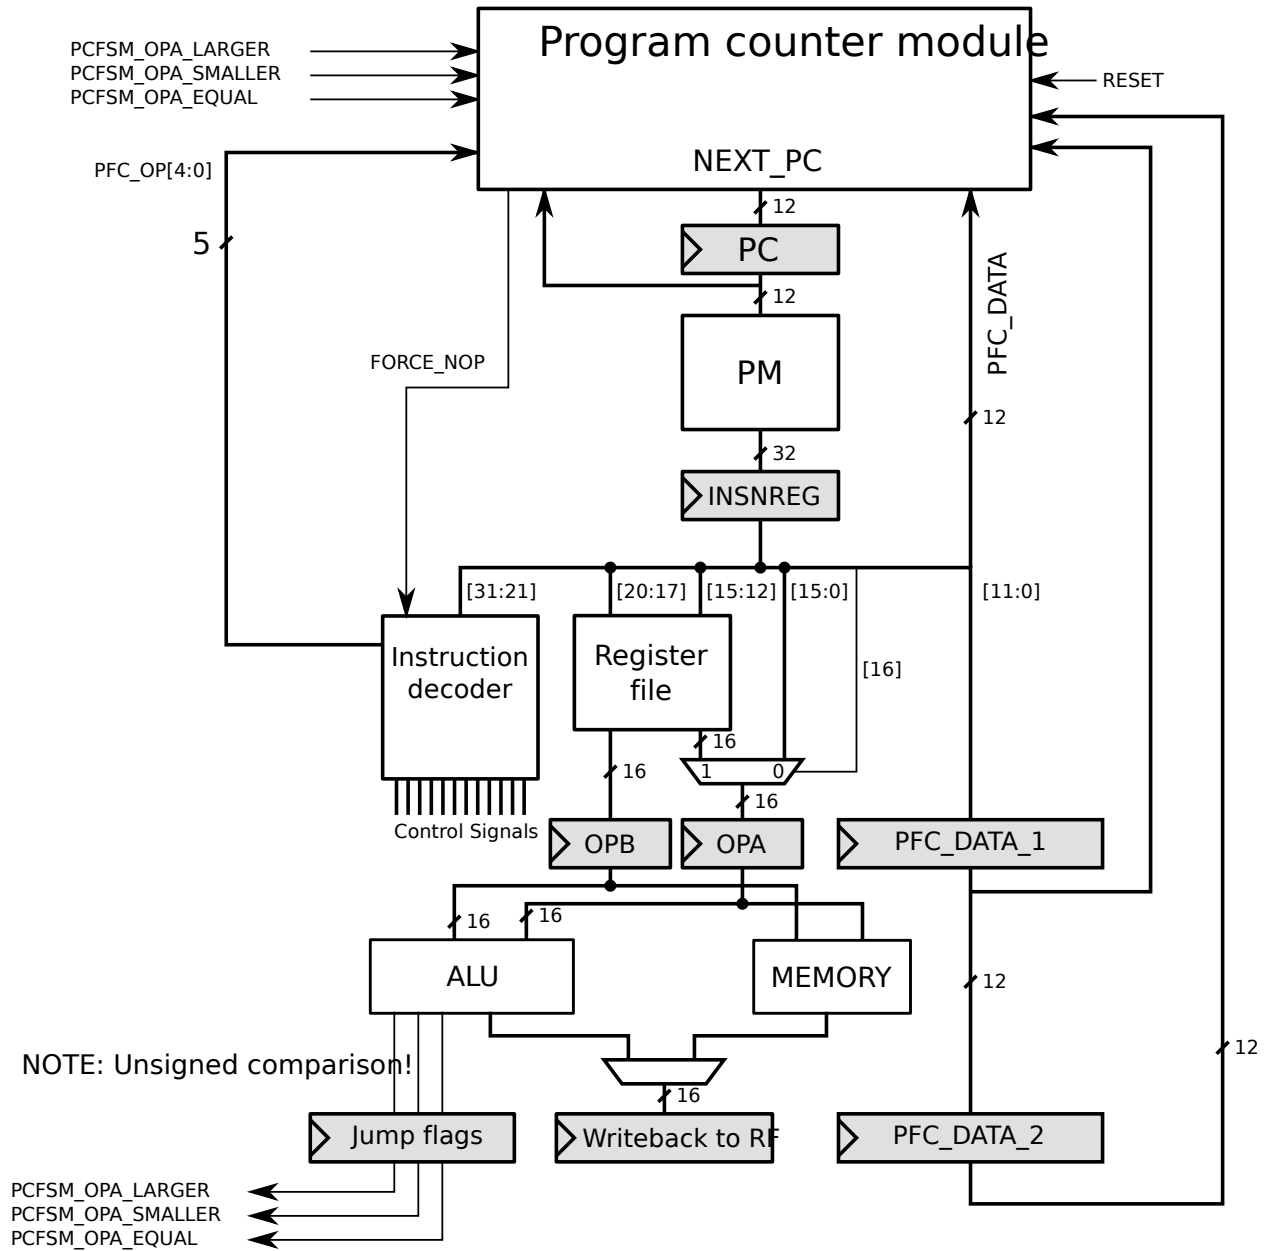 Program counter module
PCFSM_OPA_LARGER
PCFSM_OPA_SMALLER
PCFSM_OPA_EQUAL
RESET
PFC_OP[4:0]
NEXT_PC
12
5
PC
12
PFC_DATA
FORCE_NOP
PM
12
32
INSNREG
[31:21]
[20:17]
[15:12]
[15:0]
[11:0]
Instruction
decoder
Register
file
[16]
16
1
0
16
16
Control Signals
OPB
OPA
PFC_DATA_1
16
16
ALU
MEMORY
12
NOTE: Unsigned comparison!
12
16
Jump flags
Writeback to RF
PFC_DATA_2
PCFSM_OPA_LARGER
PCFSM_OPA_SMALLER
PCFSM_OPA_EQUAL